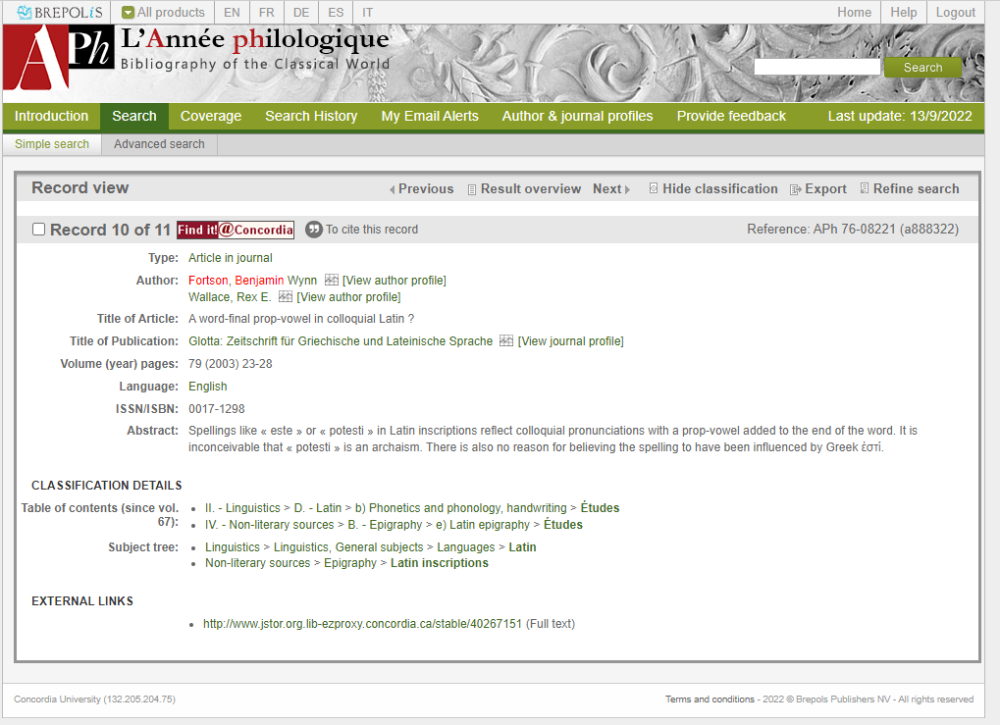 BREPOLiS All products EN FR DE ES IT Home Help Logout
APh L'Année philologique
Bibliography of the Classical World
Search
Introduction Search Coverage Search History My Email Alerts Author & journal profiles Provide feedback Last update: 13/9/2022
Simple search Advanced search
Record view Previous Result overview Next Hide classification Export Refine search
Record 10 of 11 Find it!@Concordia To cite this record Reference: APh 76-08221 (a888322)
Type: Article in journal
Author: Fortson, Benjamin Wynn [View author profile]
Wallace, Rex E. [View author profile]
Title of Article: A word-final prop-vowel in colloquial Latin ?
Title of Publication: Glotta: Zeitschrift für Griechische und Lateinische Sprache [View journal profile]
Volume (year) pages: 79 (2003) 23-28
Language: English
ISSN/ISBN: 0017-1298
Abstract: Spellings like « este » or « potesti » in Latin inscriptions reflect colloquial pronunciations with a prop-vowel added to the end of the word. It is
inconceivable that « potesti » is an archaism. There is also no reason for believing the spelling to have been influenced by Greek ἐστί.
CLASSIFICATION DETAILS
Table of contents (since vol. 67):
• II. - Linguistics > D. - Latin > b) Phonetics and phonology, handwriting > Études
• IV. - Non-literary sources > B. - Epigraphy > e) Latin epigraphy > Études
Subject tree: • Linguistics > Linguistics, General subjects > Languages > Latin
• Non-literary sources > Epigraphy > Latin inscriptions
EXTERNAL LINKS
• http://www.jstor.org.lib-ezproxy.concordia.ca/stable/40267151 (Full text)
Concordia University (132.205.204.75) Terms and conditions - 2022 © Brepols Publishers NV - All rights reserved